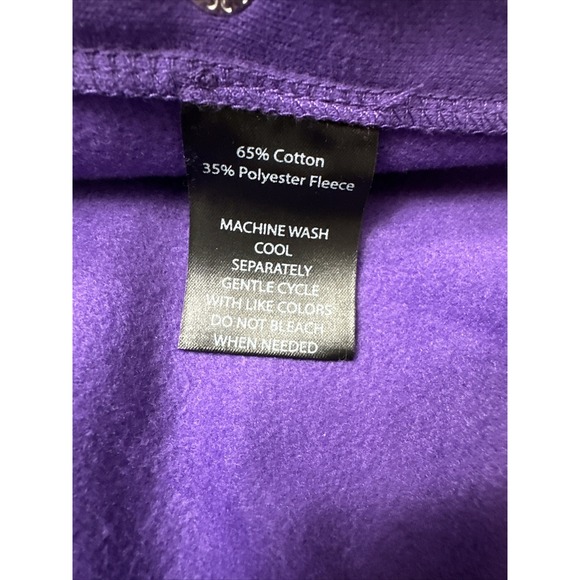 65% Cotton
35% Polyester Fleece
MACHINE WASH
COOL
SEPARATELY
GENTLE CYCLE
WITH LIKE COLORS
DO NOT BLEACH
WHEN NEEDED